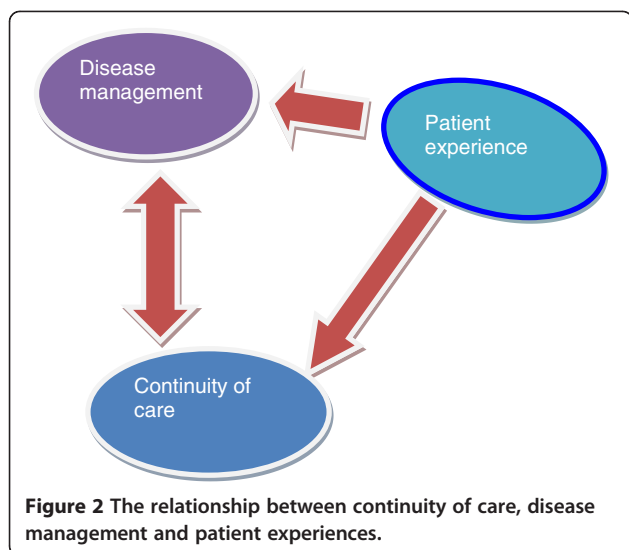 Disease
management
Patient
experience
Continuity of
care
Figure 2 The relationship between continuity of care, disease
management and patient experiences.